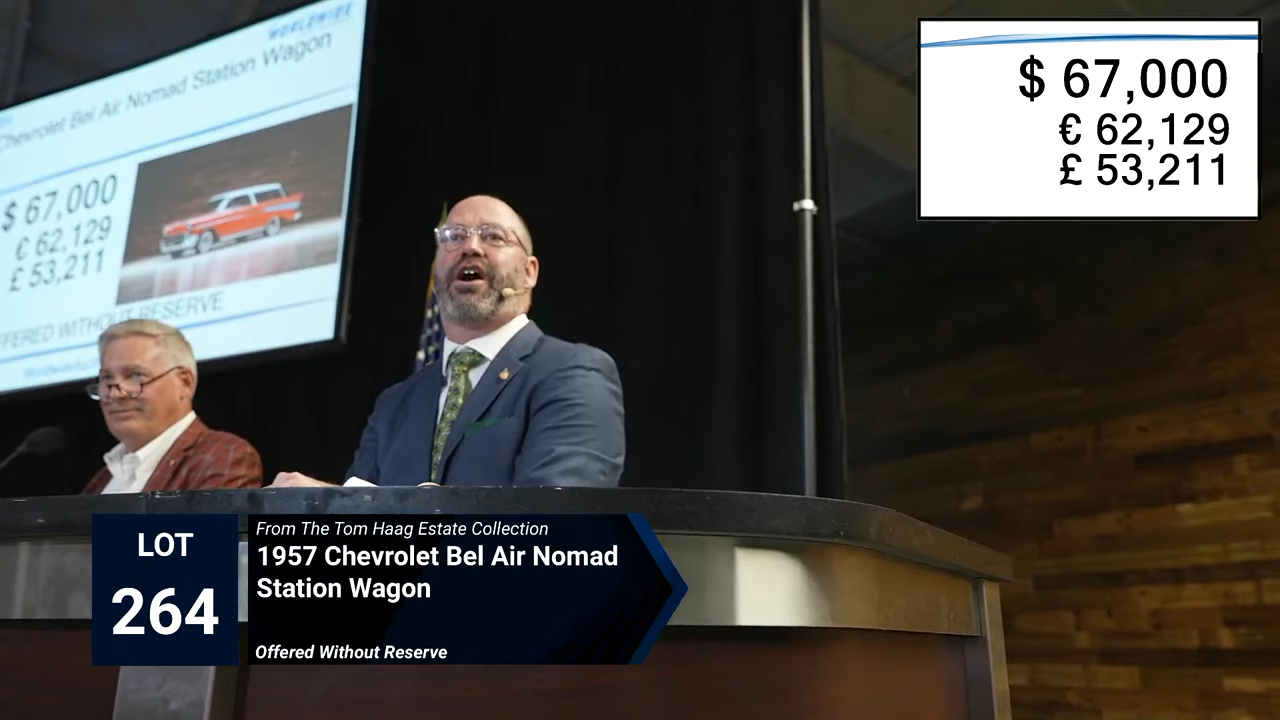 WORLDWIDE
Chevrolet Bel Air Nomad Station Wagon
$ 67,000
€ 62,129
£ 53,211
OFFERED WITHOUT RESERVE
$ 67,000
€ 62,129
£ 53,211
LOT
264
From The Tom Haag Estate Collection
1957 Chevrolet Bel Air Nomad
Station Wagon
Offered Without Reserve